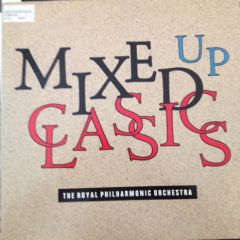 MIXED UP
CLASSICS
THE ROYAL PHILHARMONIC ORCHESTRA